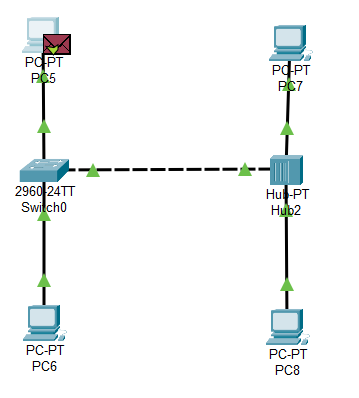 PC-PT
PC5
PC-PT
PC7
2960-24TT
Switch0
Hub-PT
Hub2
PC-PT
PC6
PC-PT
PC8